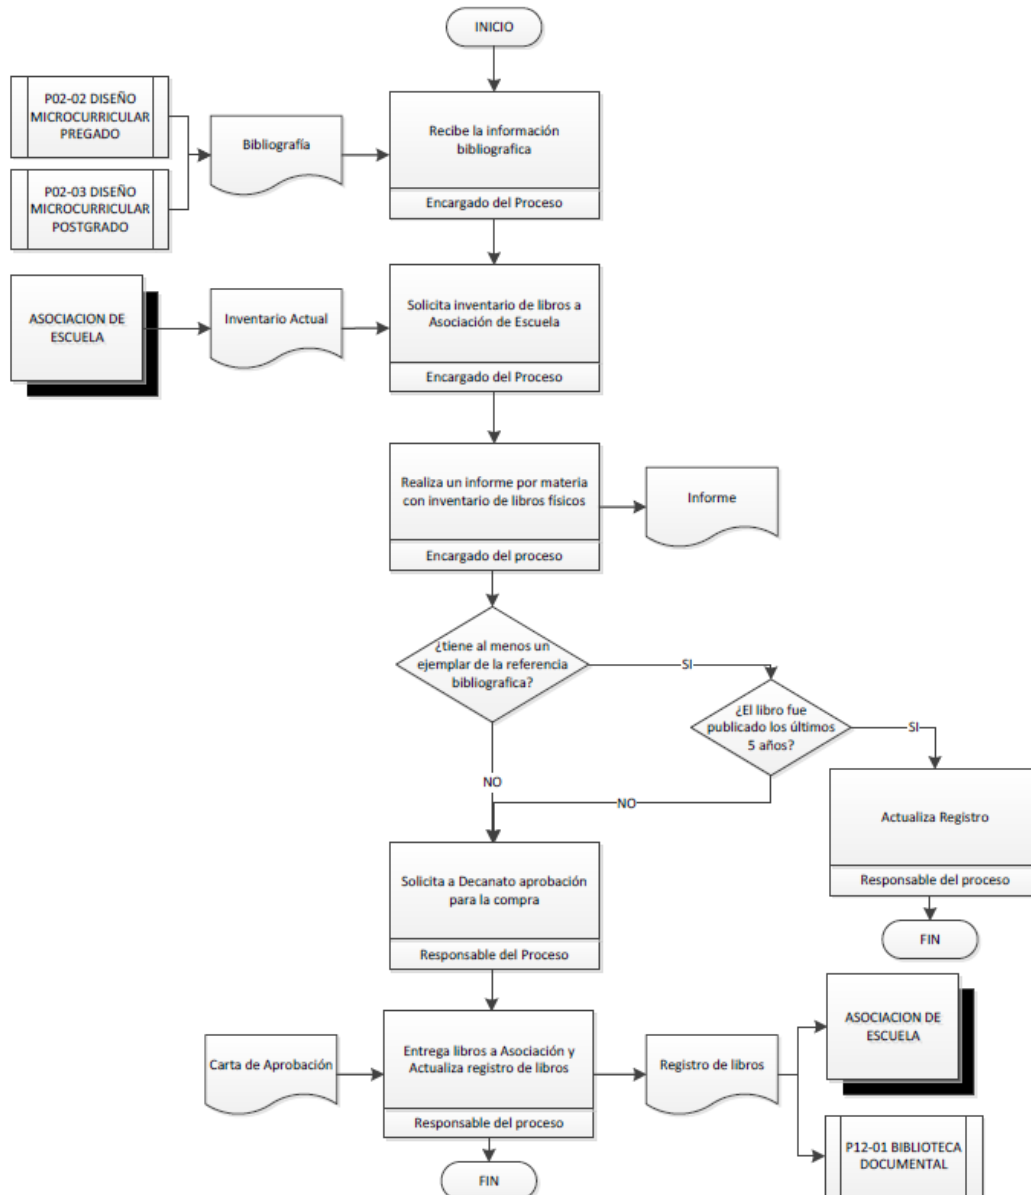 INICIO
P02-02 DISEÑO
MICROCURRICULAR
PREGADO
Bibliografía
Recibe la información
bibliografica
Encargado del Proceso
P02-03 DISEÑO
MICROCURRICULAR
POSTGRADO
ASOCIACION DE
ESCUELA
Inventario Actual
Solicita inventario de libros a
Asociación de Escuela
Encargado del Proceso
Realiza un informe por materia
con inventario de libros físicos
Encargado del proceso
Informe
¿tiene al menos un
ejemplar de la referencia
bibliografica?
SI
¿El libro fue
publicado los últimos
5 años?
SI
NO
NO
Actualiza Registro
Responsable del proceso
FIN
Solicita a Decanato aprobación
para la compra
Responsable del Proceso
Carta de Aprobación
Entrega libros a Asociación y
Actualiza registro de libros
Responsable del proceso
FIN
Registro de libros
ASOCIACION DE
ESCUELA
P12-01 BIBLIOTECA
DOCUMENTAL